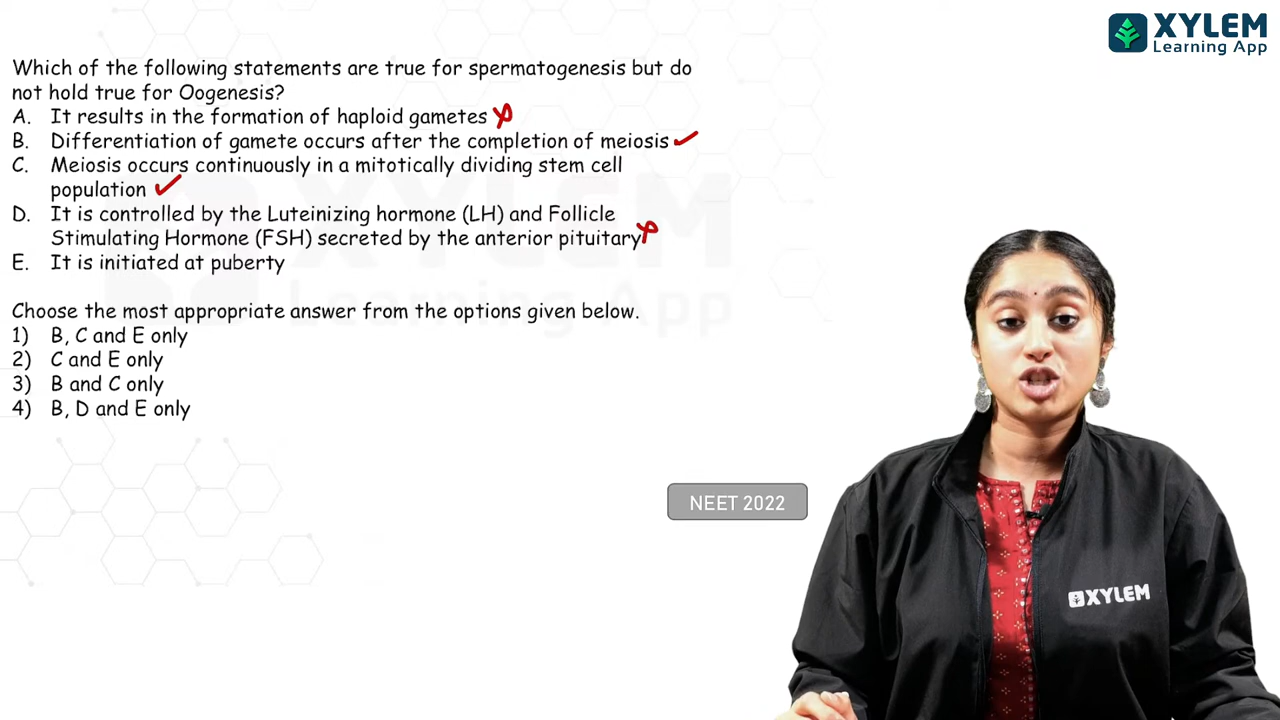 XYLEM
Learning App
Which of the following statements are true for spermatogenesis but do
not hold true for Oogenesis?
A. It results in the formation of haploid gametes
B. Differentiation of gamete occurs after the completion of meiosis
C. Meiosis occurs continuously in a mitotically dividing stem cell
population
D. It is controlled by the Luteinizing hormone (LH) and Follicle
Stimulating Hormone (FSH) secreted by the anterior pituitary
E. It is initiated at puberty
XYLEM
Learning App
Choose the most appropriate answer from the options given below.
1) B, C and E only
2) C and E only
3) B and C only
4) B, D and E only
NEET 2022
XYLEM